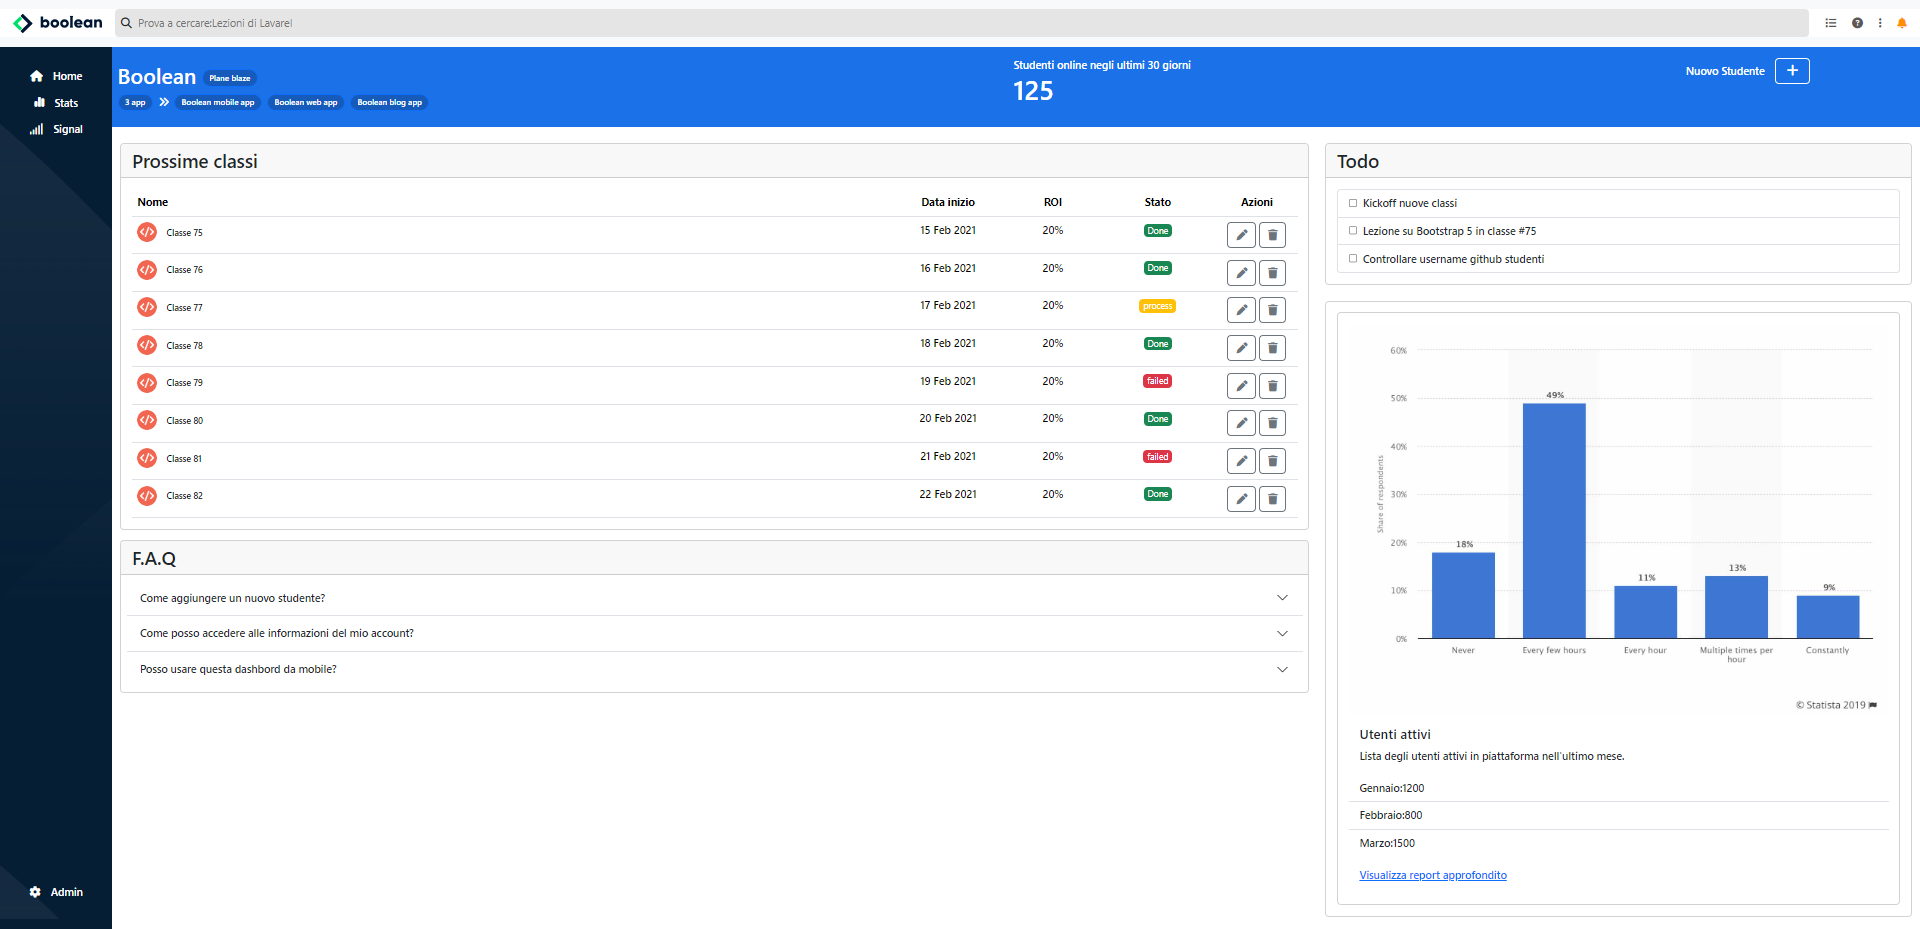 boolean
Prova a cercare:Lezioni di Lavarel
Home
Stats
Signal
Admin
Boolean Plane blaze
3 app Boolean mobile app Boolean web app Boolean blog app
Studenti online negli ultimi 30 giorni
125
Nuovo Studente
Prossime classi
Nome Data inizio ROI Stato Azioni
Classe 75 15 Feb 2021 20% Done
Classe 76 16 Feb 2021 20% Done
Classe 77 17 Feb 2021 20% process
Classe 78 18 Feb 2021 20% Done
Classe 79 19 Feb 2021 20% failed
Classe 80 20 Feb 2021 20% Done
Classe 81 21 Feb 2021 20% failed
Classe 82 22 Feb 2021 20% Done
F.A.Q
Come aggiungere un nuovo studente?
Come posso accedere alle informazioni del mio account?
Posso usare questa dashbord da mobile?
Todo
Kickoff nuove classi
Lezione su Bootstrap 5 in classe #75
Controllare username github studenti
Share of respondents
60%
50%
40%
30%
20%
10%
0%
18%
49%
11%
13%
9%
Never
Every few hours
Every hour
Multiple times per
hour
Constantly
© Statista 2019
Utenti attivi
Lista degli utenti attivi in piattaforma nell'ultimo mese.
Gennaio:1200
Febbraio:800
Marzo:1500
Visualizza report approfondito